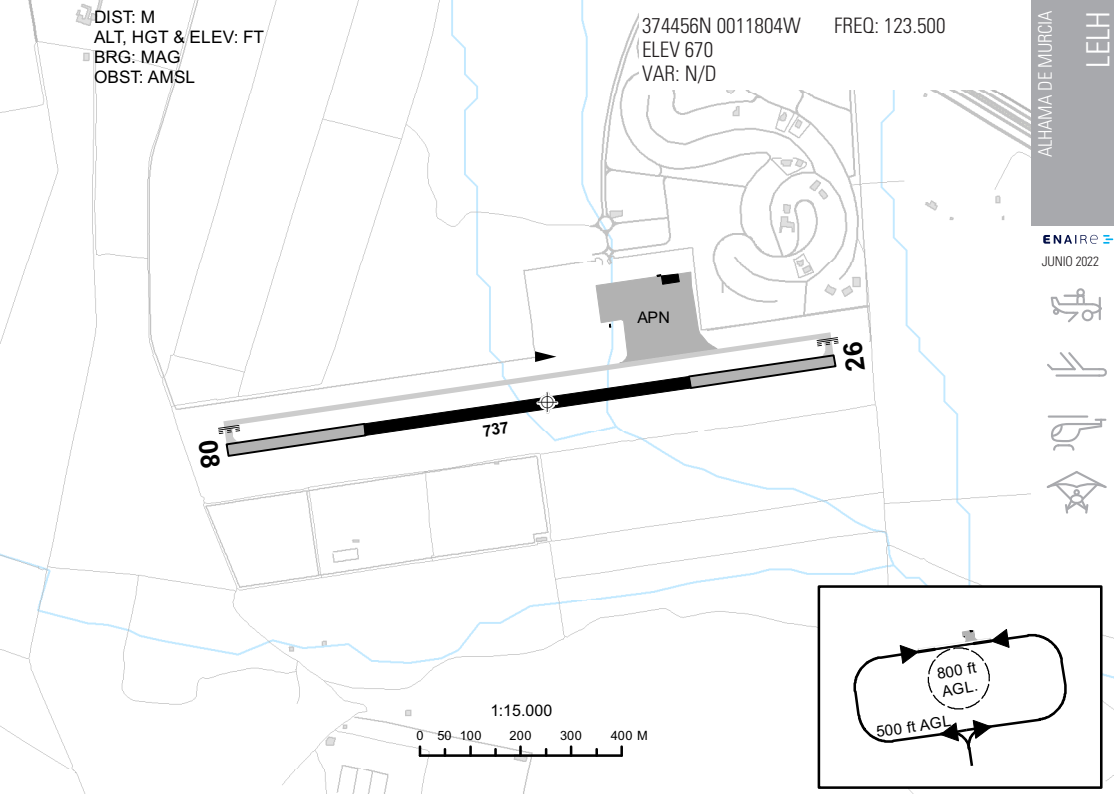 DIST: M
ALT, HGT & ELEV: FT
BRG: MAG
OBST: AMSL
374456N 0011804W FREQ: 123.500
ELEV 670
VAR: N/D
ALHAMA DE MURCIA
LELH
ENAIRe
JUNIO 2022
APN
26
08
737
1:15.000
0 50 100 200 300 400 M
800 ft
AGL.
500 ft AGL